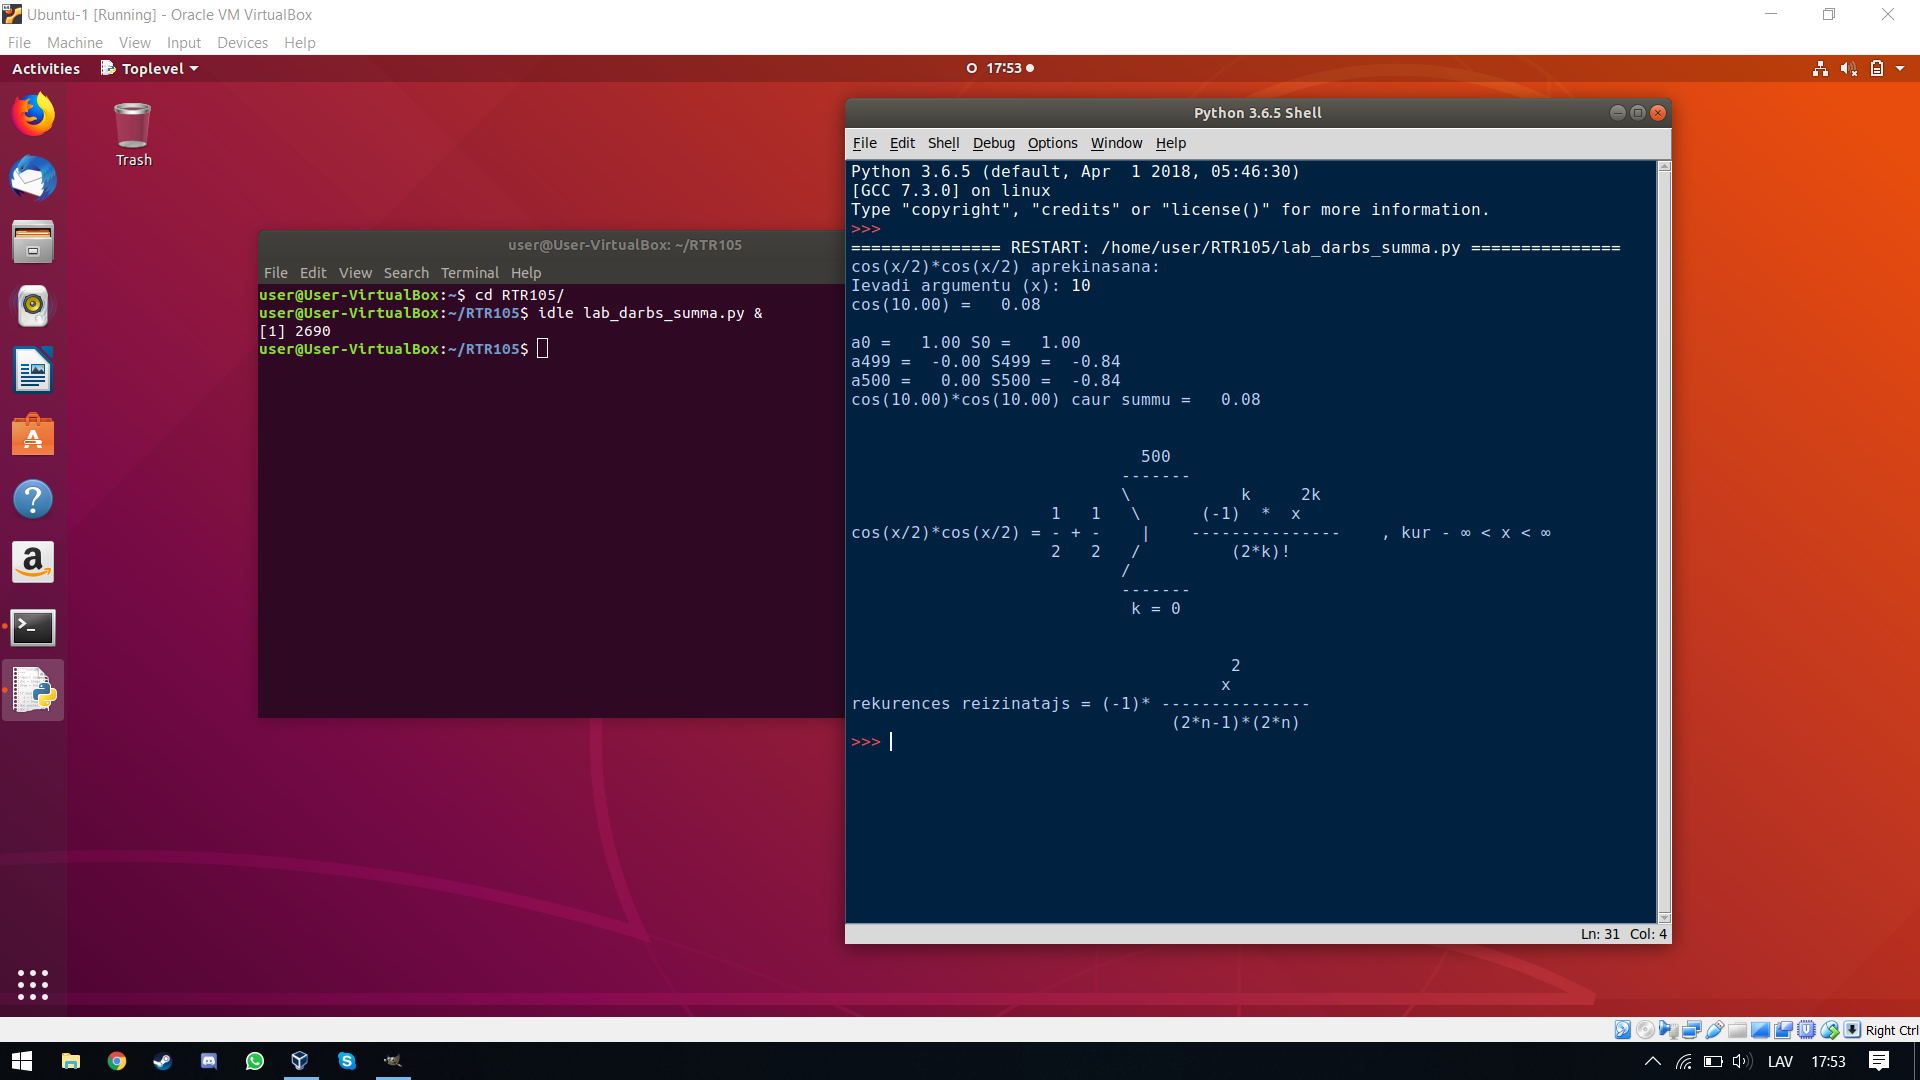 Ubuntu-1 [Running] - Oracle VM VirtualBox
File Machine View Input Devices Help
Activities Toplevel 17:53
Trash
user@User-VirtualBox: ~/RTR105
File Edit View Search Terminal Help
user@User-VirtualBox:~$ cd RTR105/
user@User-VirtualBox:~/RTR105$ idle lab_darbs_summa.py &
[1] 2690
user@User-VirtualBox:~/RTR105$
Python 3.6.5 Shell
File Edit Shell Debug Options Window Help
Python 3.6.5 (default, Apr  1 2018, 05:46:30)
[GCC 7.3.0] on linux
Type "copyright", "credits" or "license()" for more information.
>>>
=============== RESTART: /home/user/RTR105/lab_darbs_summa.py ===============
cos(x/2)*cos(x/2) aprekinasana:
Ievadi argumentu (x): 10
cos(10.00) =   0.08
a0 =   1.00 S0 =   1.00
a499 =  -0.00 S499 =  -0.84
a500 =   0.00 S500 =  -0.84
cos(10.00)*cos(10.00) caur summu =   0.08
                             500
                           -------
                           \           k     2k
                    1   1   \      (-1)  *  x
cos(x/2)*cos(x/2) = - + -    |    ---------------    , kur - ∞ < x < ∞
                    2   2   /         (2*k)!
                           /
                           -------
                            k = 0
                                      2
                                     x
rekurences reizinatajs = (-1)* ---------------
                                (2*n-1)*(2*n)
>>>
Ln: 31 Col: 4
Right Ctrl
LAV 17:53